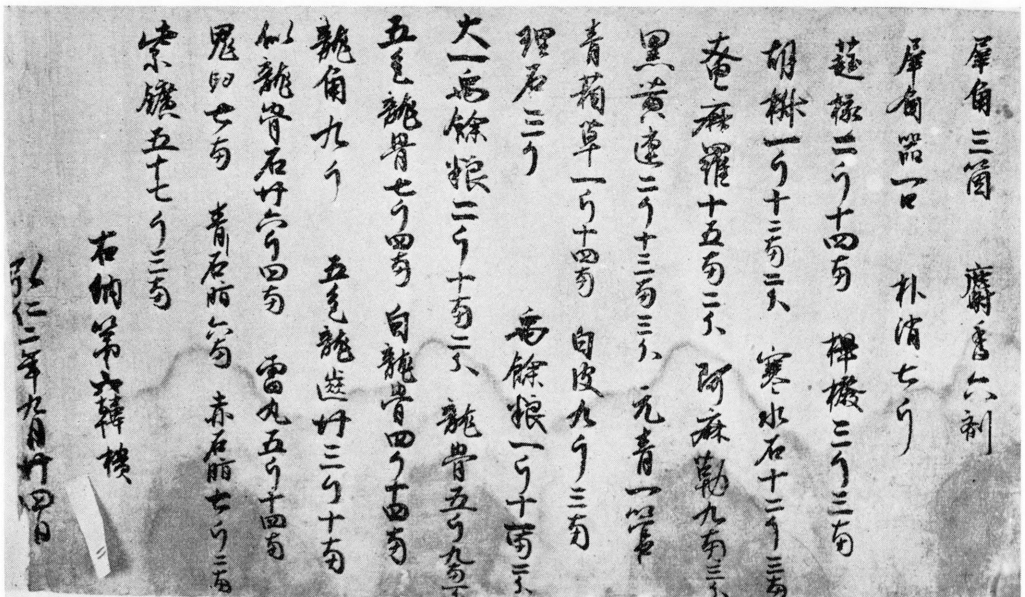 犀角三箇 麝香六剤
犀角器一口 朴消七斤
蕤核二斤十四両 檉橃三斤三両
胡椒一斤十二両二分 寒水石十二斤三両
菴麻羅十五両二分 阿麻勒九両三分
黒黄連二斤十三両三分 元青一管
青葙草一斤十四両 白皮九斤三両
理石三斤 禹餘粮一斤十一両二分
大一禹餘粮二斤十両二分 龍骨五斤九両
五色龍骨七斤四両 白龍骨四斤十四両
龍角九斤 五色龍歯廿三斤十両
似龍骨石廿六斤四両 雷丸五斤十四両
鬼臼七両 青石脂六両 赤石脂七斤三両
紫鑛五十七斤三両
右納第六韓樻
弘仁二年九月廿四日